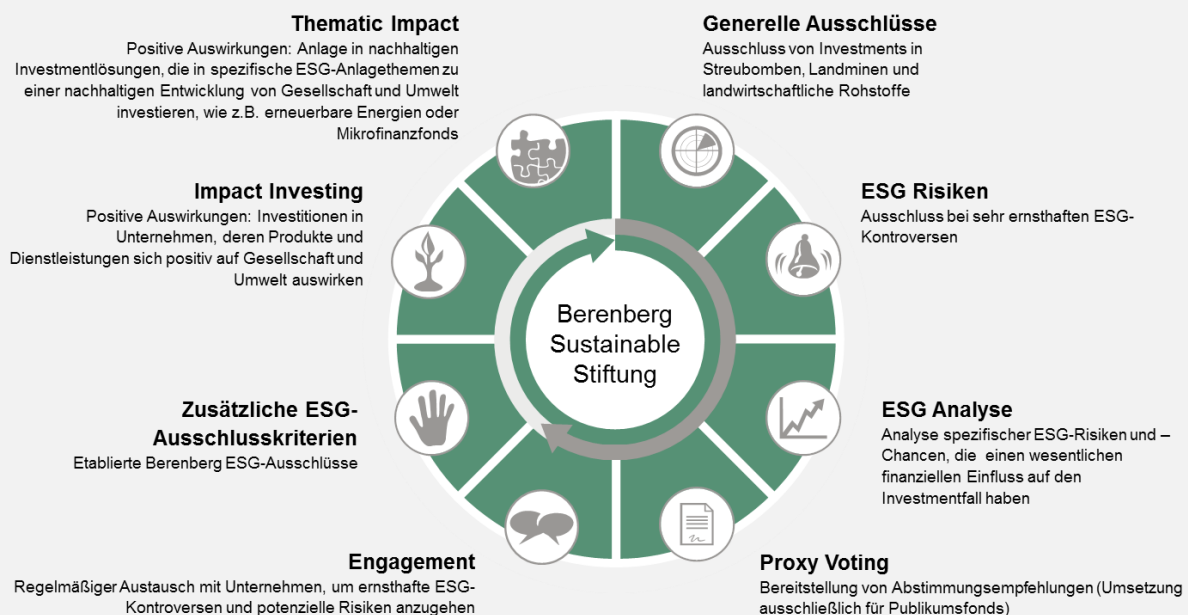 Thematic Impact
Positive Auswirkungen: Anlage in nachhaltigen
Investmentlösungen, die in spezifische ESG-Anlagethemen zu
einer nachhaltigen Entwicklung von Gesellschaft und Umwelt
investieren, wie z.B. erneuerbare Energien oder
Mikrofinanzfonds
Generelle Ausschlüsse
Ausschluss von Investments in
Streubomben, Landminen und
landwirtschaftliche Rohstoffe
Impact Investing
Positive Auswirkungen: Investitionen in
Unternehmen, deren Produkte und
Dienstleistungen sich positiv auf Gesellschaft und
Umwelt auswirken
ESG Risiken
Ausschluss bei sehr ernsthaften ESG-
Kontroversen
Berenberg
Sustainable
Stiftung
Zusätzliche ESG-
Ausschlusskriterien
Etablierte Berenberg ESG-Ausschlüsse
ESG Analyse
Analyse spezifischer ESG-Risiken und –
Chancen, die einen wesentlichen
finanziellen Einfluss auf den
Investmentfall haben
Engagement
Regelmäßiger Austausch mit Unternehmen, um ernsthafte ESG-
Kontroversen und potenzielle Risiken anzugehen
Proxy Voting
Bereitstellung von Abstimmungsempfehlungen (Umsetzung
ausschließlich für Publikumsfonds)